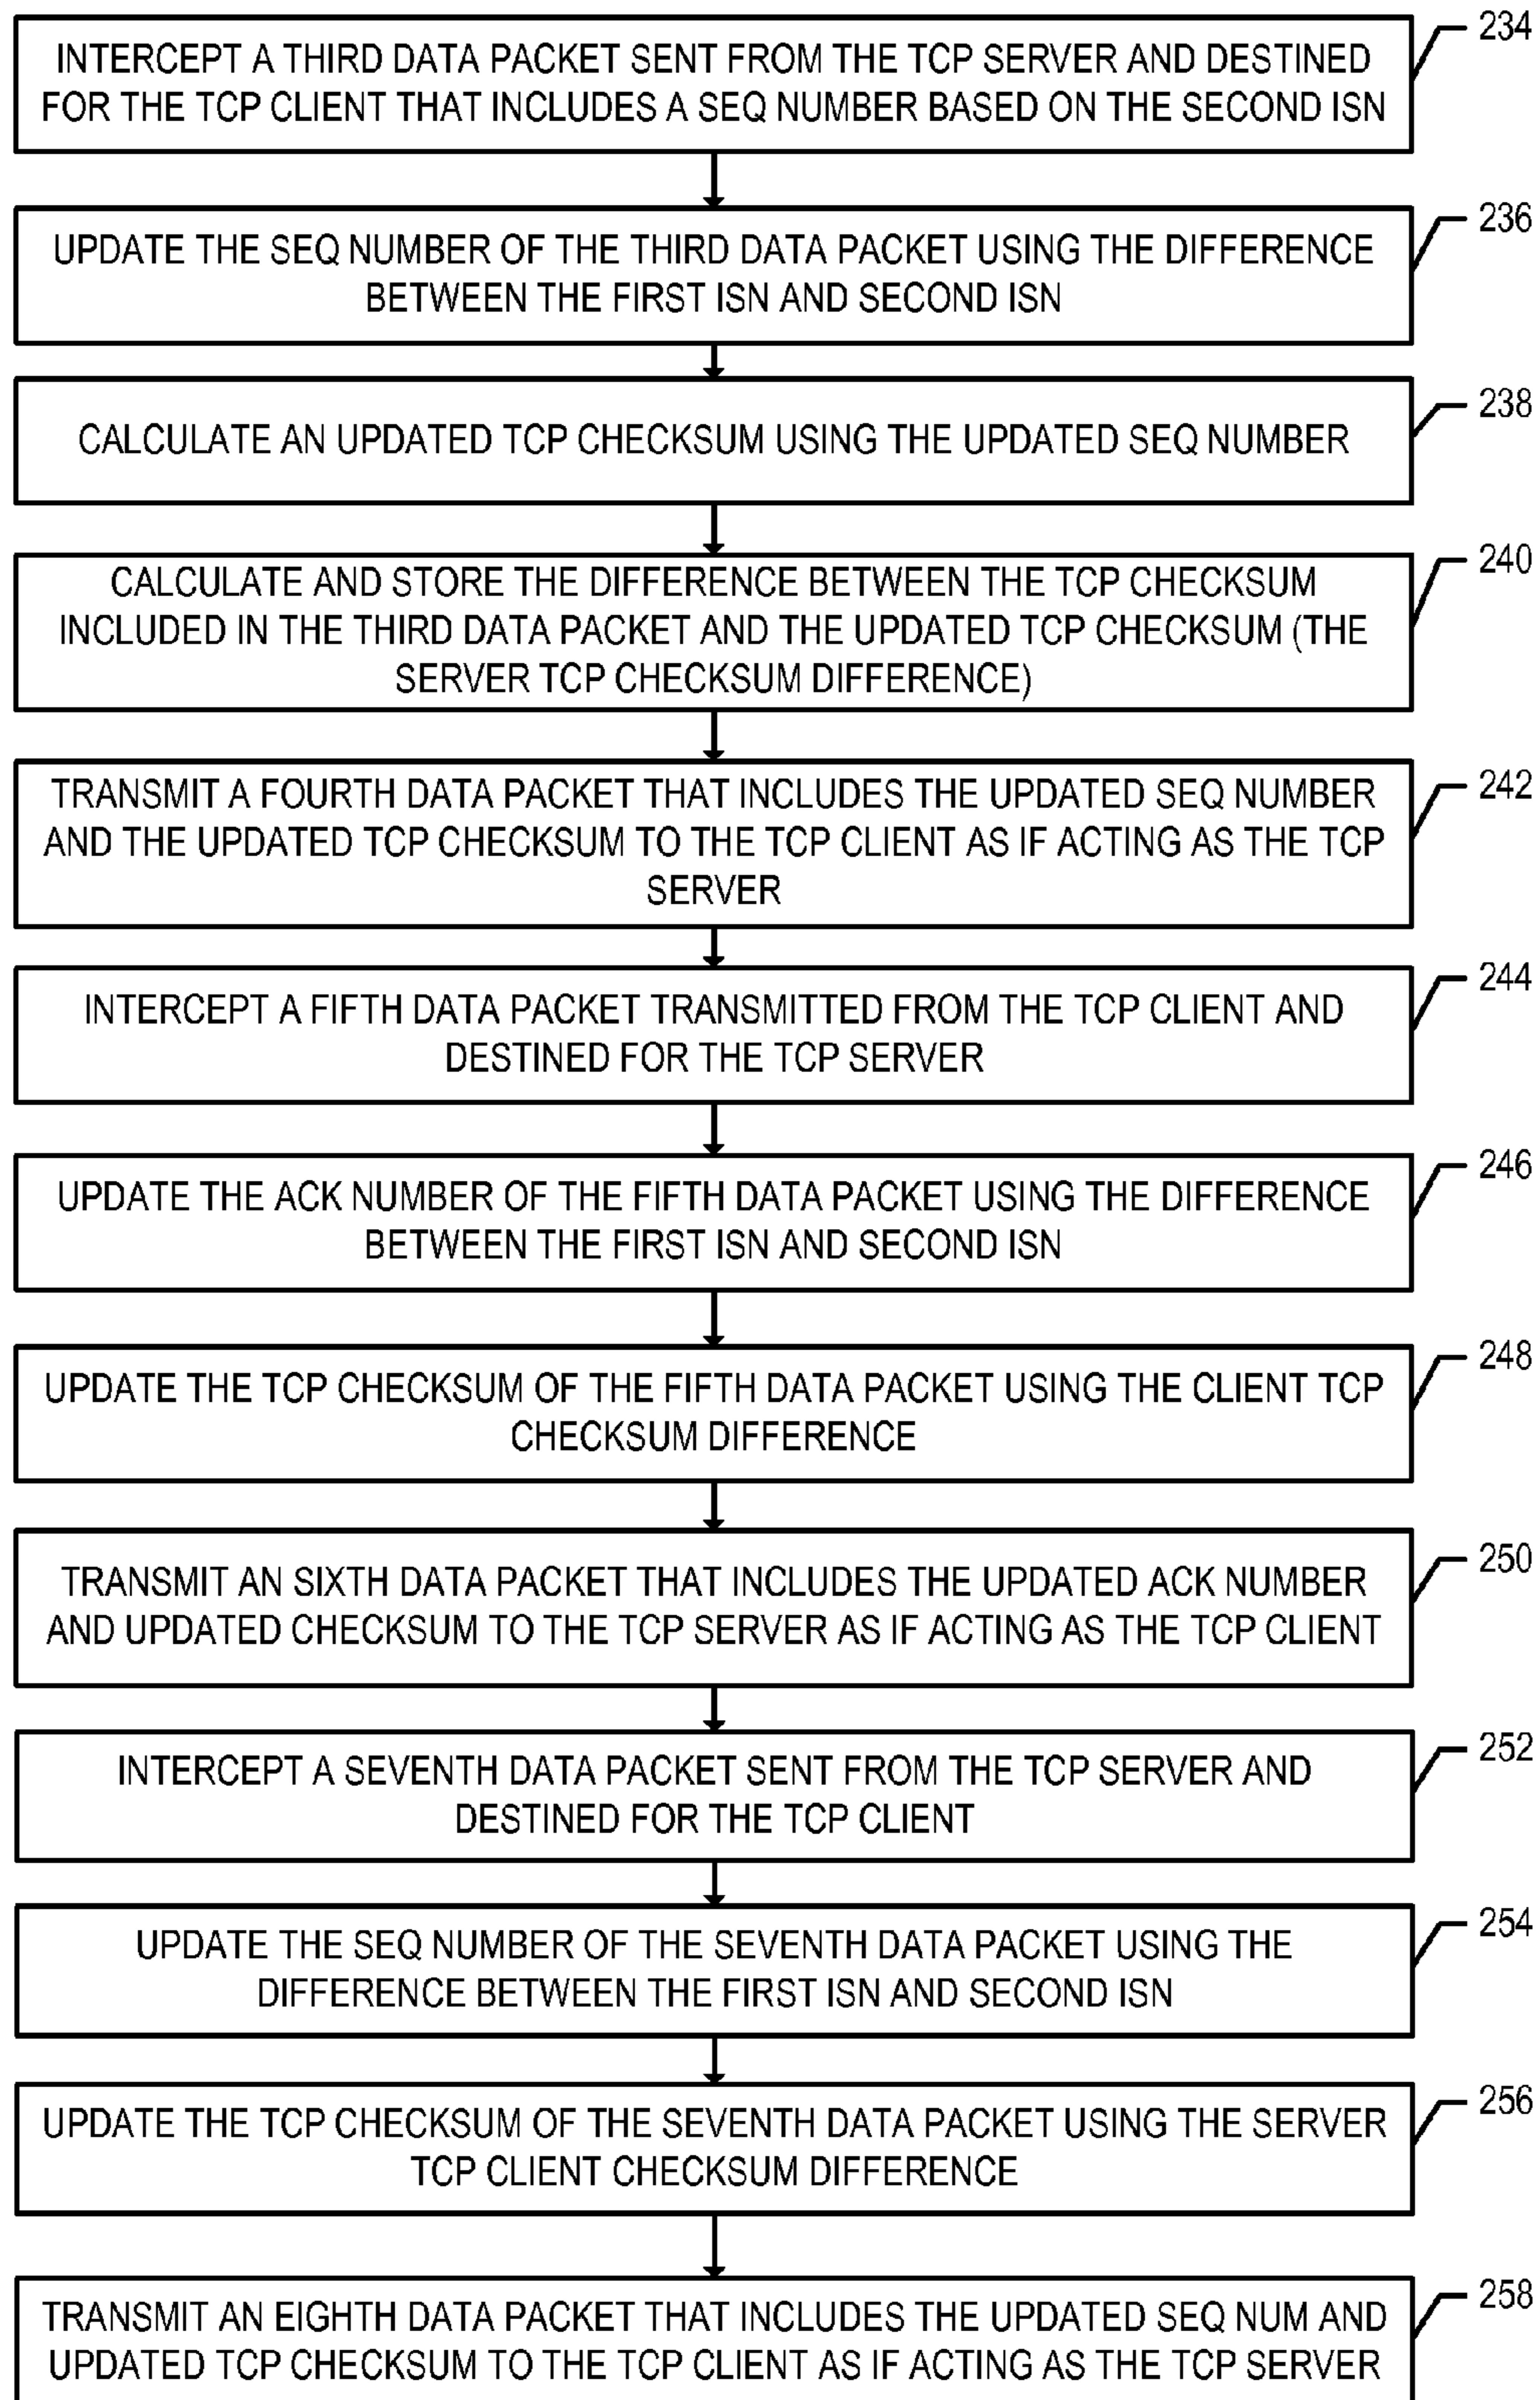 234
INTERCEPT A THIRD DATA PACKET SENT FROM THE TCP SERVER AND DESTINED
FOR THE TCP CLIENT THAT INCLUDES A SEQ NUMBER BASED ON THE SECOND ISN
236
UPDATE THE SEQ NUMBER OF THE THIRD DATA PACKET USING THE DIFFERENCE
BETWEEN THE FIRST ISN AND SECOND ISN
238
CALCULATE AN UPDATED TCP CHECKSUM USING THE UPDATED SEQ NUMBER
240
CALCULATE AND STORE THE DIFFERENCE BETWEEN THE TCP CHECKSUM
INCLUDED IN THE THIRD DATA PACKET AND THE UPDATED TCP CHECKSUM (THE
SERVER TCP CHECKSUM DIFFERENCE)
242
TRANSMIT A FOURTH DATA PACKET THAT INCLUDES THE UPDATED SEQ NUMBER
AND THE UPDATED TCP CHECKSUM TO THE TCP CLIENT AS IF ACTING AS THE TCP
SERVER
244
INTERCEPT A FIFTH DATA PACKET TRANSMITTED FROM THE TCP CLIENT AND
DESTINED FOR THE TCP SERVER
246
UPDATE THE ACK NUMBER OF THE FIFTH DATA PACKET USING THE DIFFERENCE
BETWEEN THE FIRST ISN AND SECOND ISN
248
UPDATE THE TCP CHECKSUM OF THE FIFTH DATA PACKET USING THE CLIENT TCP
CHECKSUM DIFFERENCE
250
TRANSMIT AN SIXTH DATA PACKET THAT INCLUDES THE UPDATED ACK NUMBER
AND UPDATED CHECKSUM TO THE TCP SERVER AS IF ACTING AS THE TCP CLIENT
252
INTERCEPT A SEVENTH DATA PACKET SENT FROM THE TCP SERVER AND
DESTINED FOR THE TCP CLIENT
254
UPDATE THE SEQ NUMBER OF THE SEVENTH DATA PACKET USING THE
DIFFERENCE BETWEEN THE FIRST ISN AND SECOND ISN
256
UPDATE THE TCP CHECKSUM OF THE SEVENTH DATA PACKET USING THE SERVER
TCP CLIENT CHECKSUM DIFFERENCE
258
TRANSMIT AN EIGHTH DATA PACKET THAT INCLUDES THE UPDATED SEQ NUM AND
UPDATED TCP CHECKSUM TO THE TCP CLIENT AS IF ACTING AS THE TCP SERVER